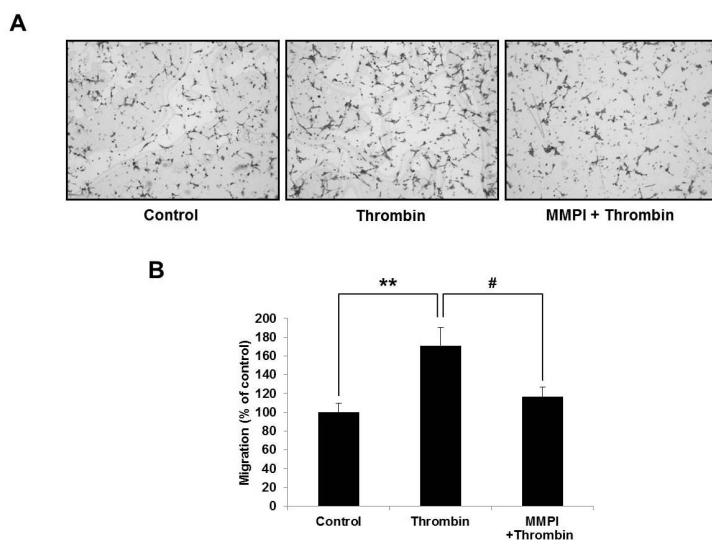 A
Control
Thrombin
MMPI + Thrombin
B
**
#
Migration (% of control)
200
180
160
140
120
100
80
60
40
20
0
Control
Thrombin
MMPI
+Thrombin